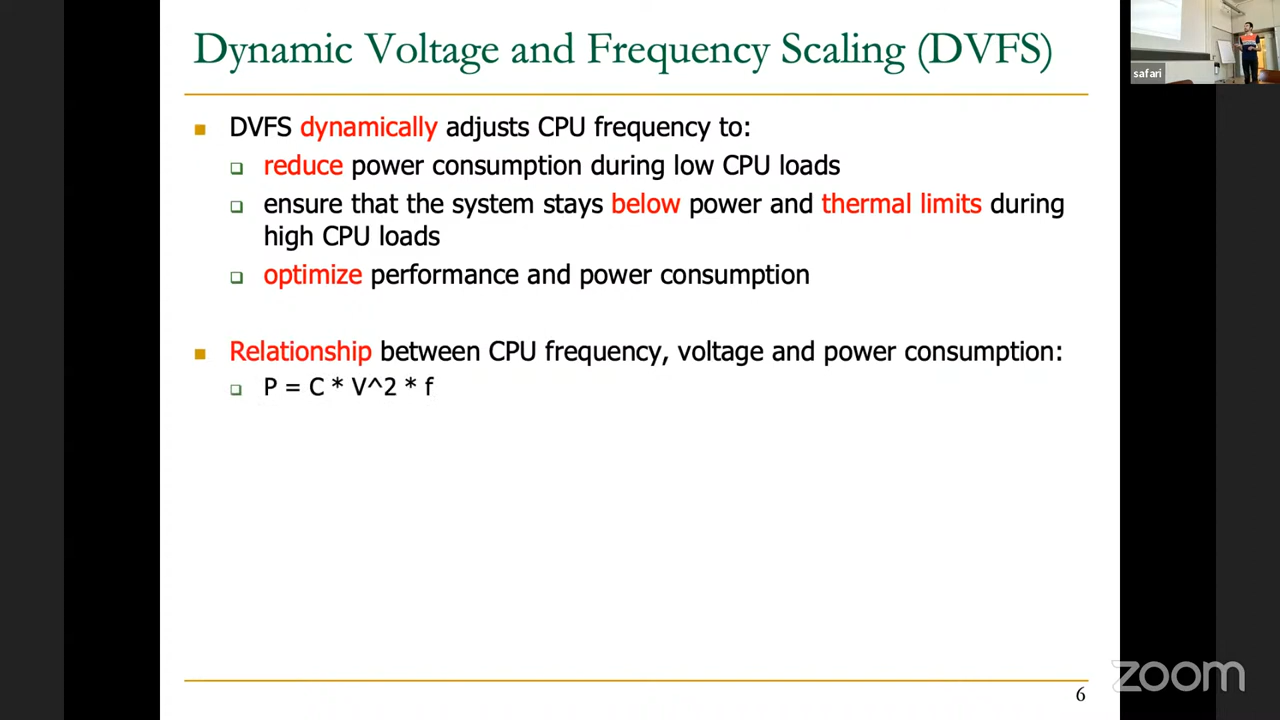 Dynamic Voltage and Frequency Scaling (DVFS)
safari
DVFS dynamically adjusts CPU frequency to:
reduce power consumption during low CPU loads
ensure that the system stays below power and thermal limits during
high CPU loads
optimize performance and power consumption
Relationship between CPU frequency, voltage and power consumption:
P = C * V^2 * f
zoom
6